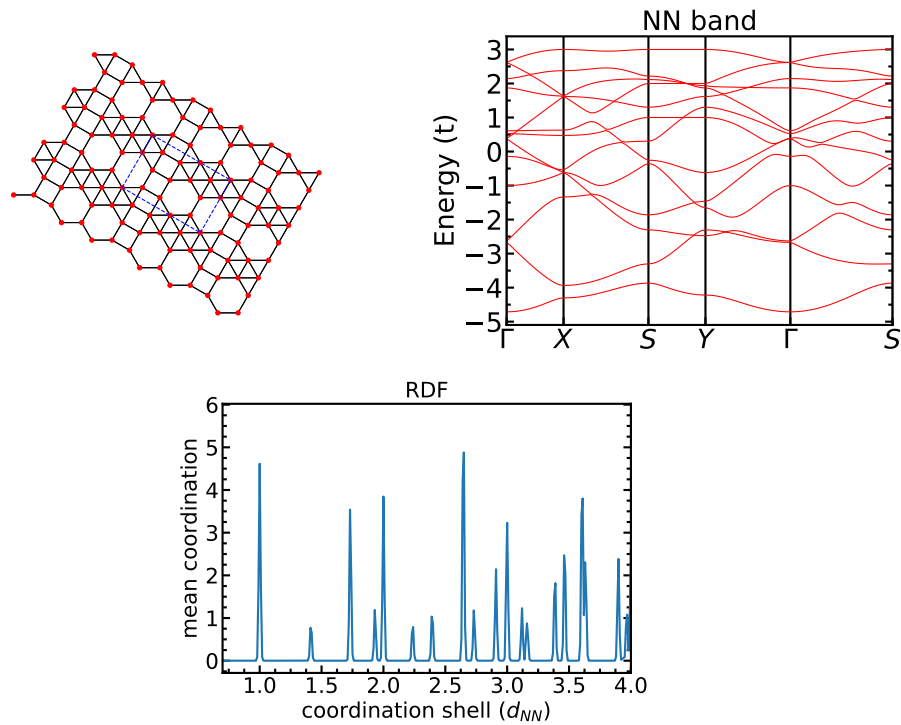 NN band
Energy (t)
3
2
1
0
−1
−2
−3
−4
−5
Γ X S Y Γ S
RDF
mean coordination
6
5
4
3
2
1
0
1.0 1.5 2.0 2.5 3.0 3.5 4.0
coordination shell (d_{NN})